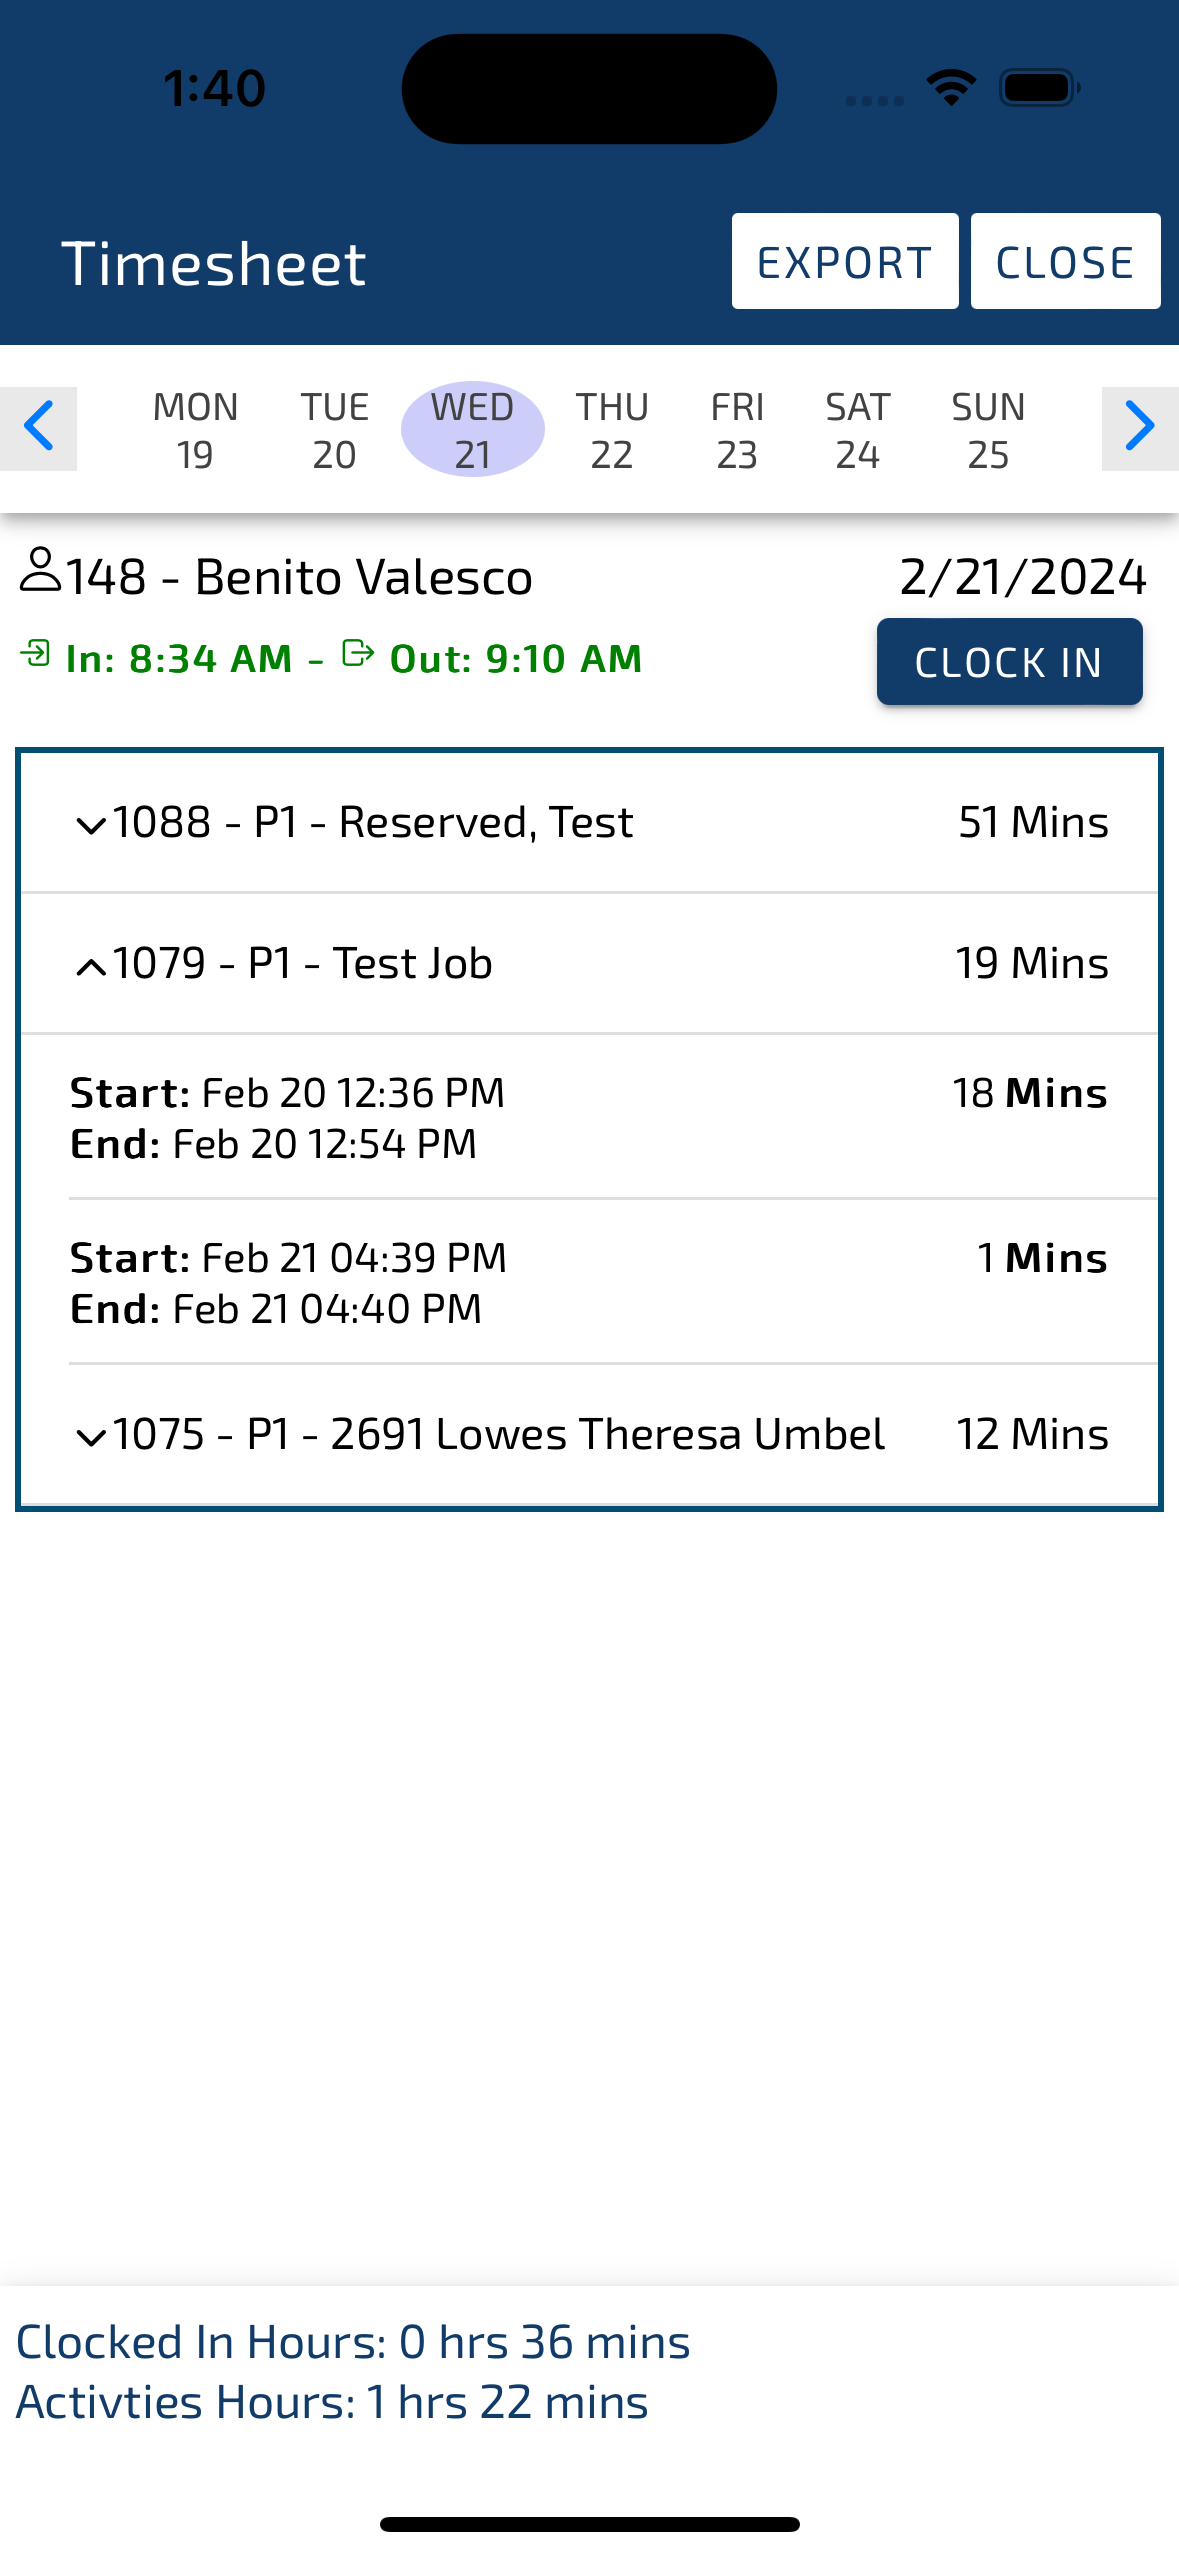 1:40
Timesheet
EXPORT
CLOSE
MON TUE WED THU FRI SAT SUN
19 20 21 22 23 24 25
148 - Benito Valesco 2/21/2024
In: 8:34 AM - Out: 9:10 AM
CLOCK IN
1088 - P1 - Reserved, Test 51 Mins
1079 - P1 - Test Job 19 Mins
Start: Feb 20 12:36 PM 18 Mins
End: Feb 20 12:54 PM
Start: Feb 21 04:39 PM 1 Mins
End: Feb 21 04:40 PM
1075 - P1 - 2691 Lowes Theresa Umbel 12 Mins
Clocked In Hours: 0 hrs 36 mins
Activties Hours: 1 hrs 22 mins